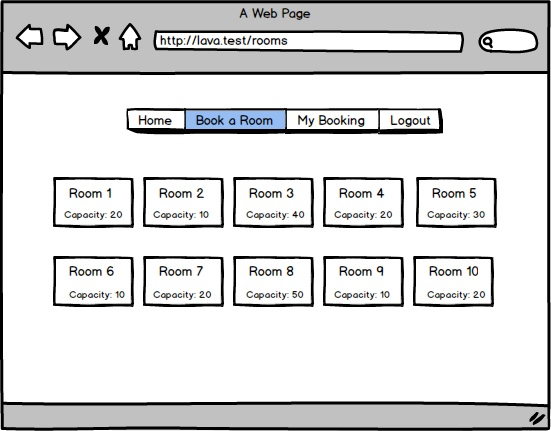 A Web Page
http://lava.test/rooms
Home Book a Room My Booking Logout
Room 1 Room 2 Room 3 Room 4 Room 5
Capacity: 20 Capacity: 10 Capacity: 40 Capacity: 20 Capacity: 30
Room 6 Room 7 Room 8 Room 9 Room 10
Capacity: 10 Capacity: 20 Capacity: 50 Capacity: 10 Capacity: 20